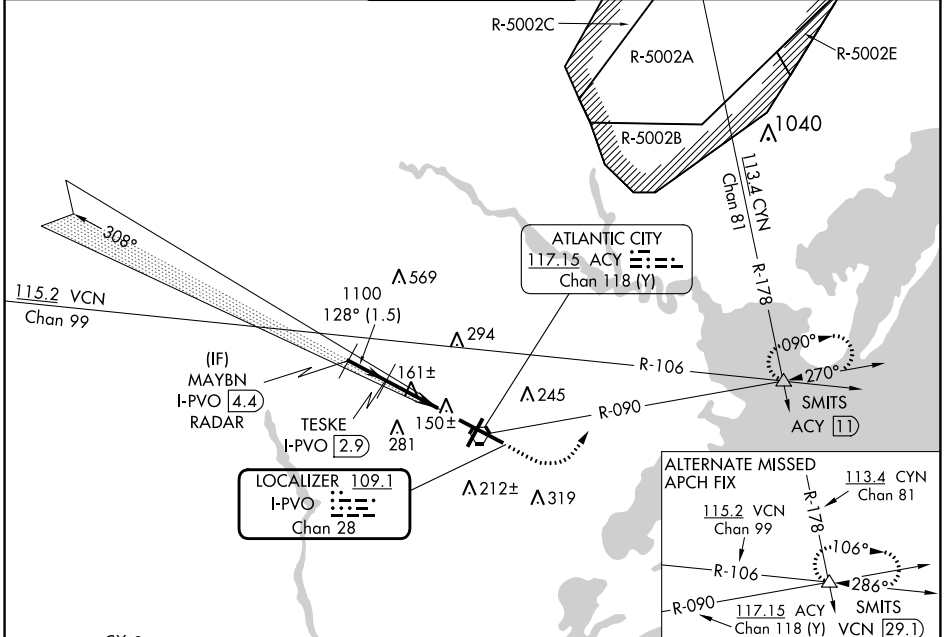 R-5002C
R-5002A
R-5002E
R-5002B
1040
113.4 CYN
Chan 81
R-178
308°
ATLANTIC CITY
117.15 ACY
Chan 118 (Y)
569
1100
128° (1.5)
115.2 VCN
Chan 99
294
090°
270°
R-106
(IF)
MAYBN
I-PVO 4.4
RADAR
161±
245
R-090
SMITS
ACY 11
TESKE
I-PVO 2.9
150±
281
LOCALIZER 109.1
I-PVO
Chan 28
212±
319
ALTERNATE MISSED
APCH FIX
113.4 CYN
Chan 81
R-178
115.2 VCN
Chan 99
106°
R-106
286°
R-090
117.15 ACY
Chan 118 (Y)
SMITS
VCN 29.1